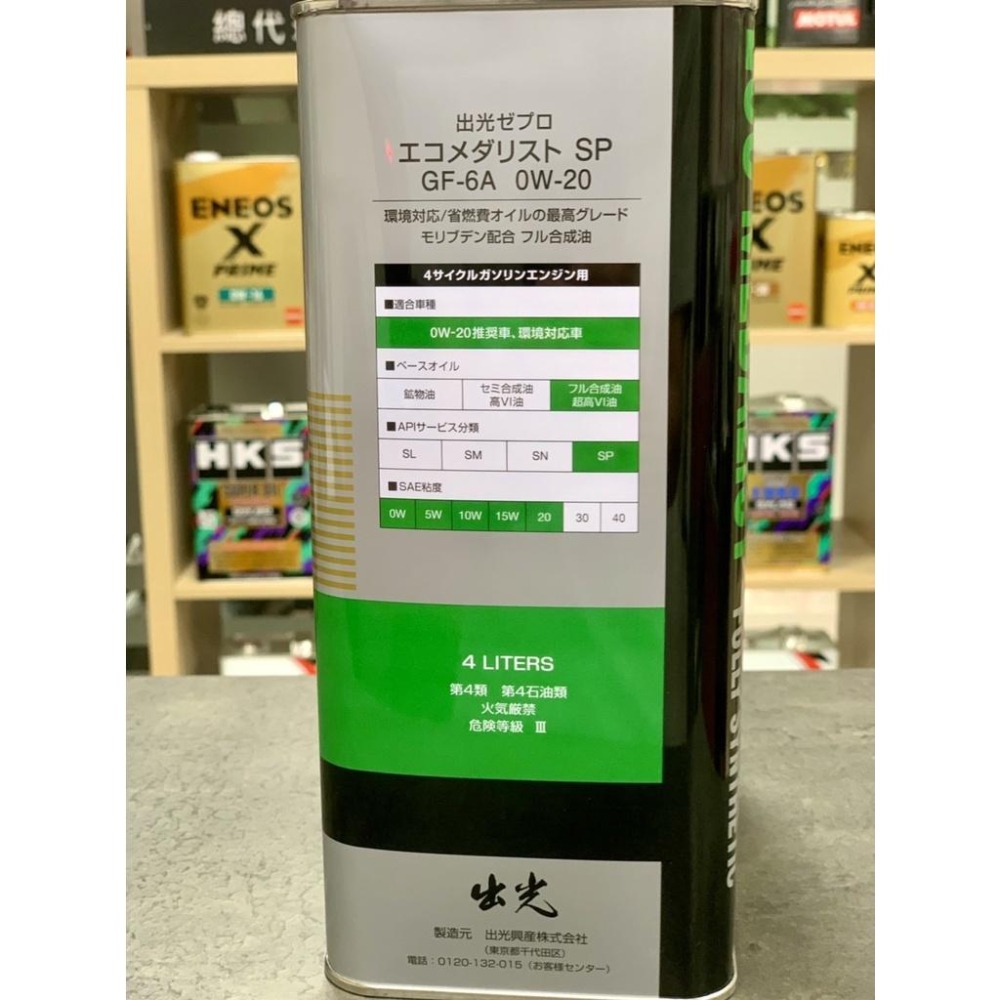 總代
MOTUL
ENEOS
X
PRIME
ENEOS
HKS
HKS
出光ゼプロ
エコメダリスト SP
GF-6A 0W-20
環境対応/省燃費オイルの最高グレード
モリブデン配合 フル合成油
4サイクルガソリンエンジン用
■適合車種
0W-20推奨車、環境対応車
■ベースオイル
鉱物油
セミ合成油
高VI油
フル合成油
超高VI油
■APIサービス分類
SL SM SN SP
■SAE粘度
0W 5W 10W 15W 20 30 40
4 LITERS
第4類 第4石油類
火気厳禁
危険等級 Ⅲ
出光
製造元 出光興産株式会社
(東京都千代田区)
電話:0120-132-015(お客様センター)
FULLY SYNTHETIC